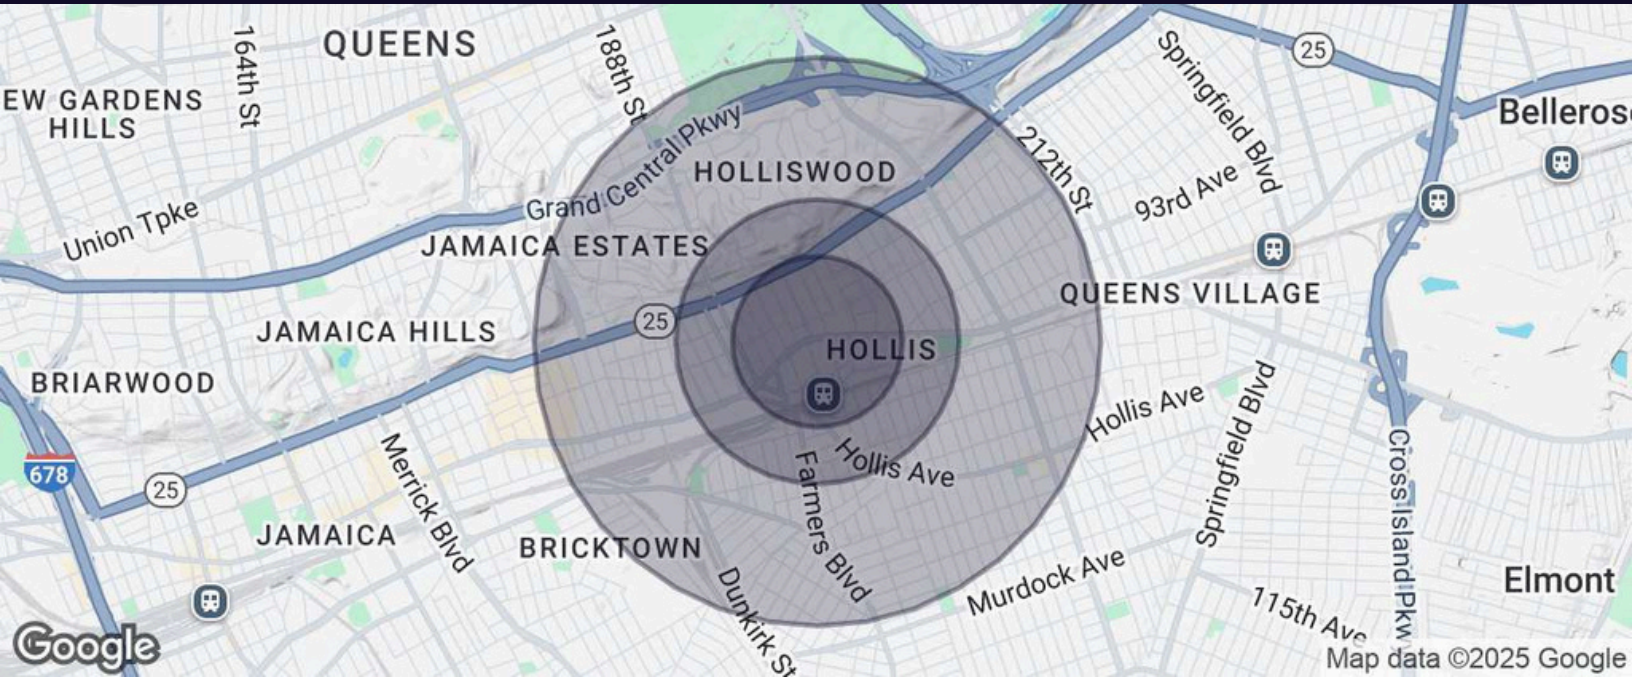 QUEENS
164th St
188th St
Springfield Blvd
25
EW GARDENS
HILLS
Belleros
Grand Central Pkwy
HOLLISWOOD
212th St
93rd Ave
Union Tpke
JAMAICA ESTATES
QUEENS VILLAGE
JAMAICA HILLS
25
HOLLIS
BRIARWOOD
Hollis Ave
Springfield Blvd
678
25
Merrick Blvd
Hollis Ave
Farmers Blvd
Cross Island Pkw
JAMAICA
BRICKTOWN
Murdock Ave
Elmont
Dunkirk St
115th Ave
Google
Map data ©2025 Google